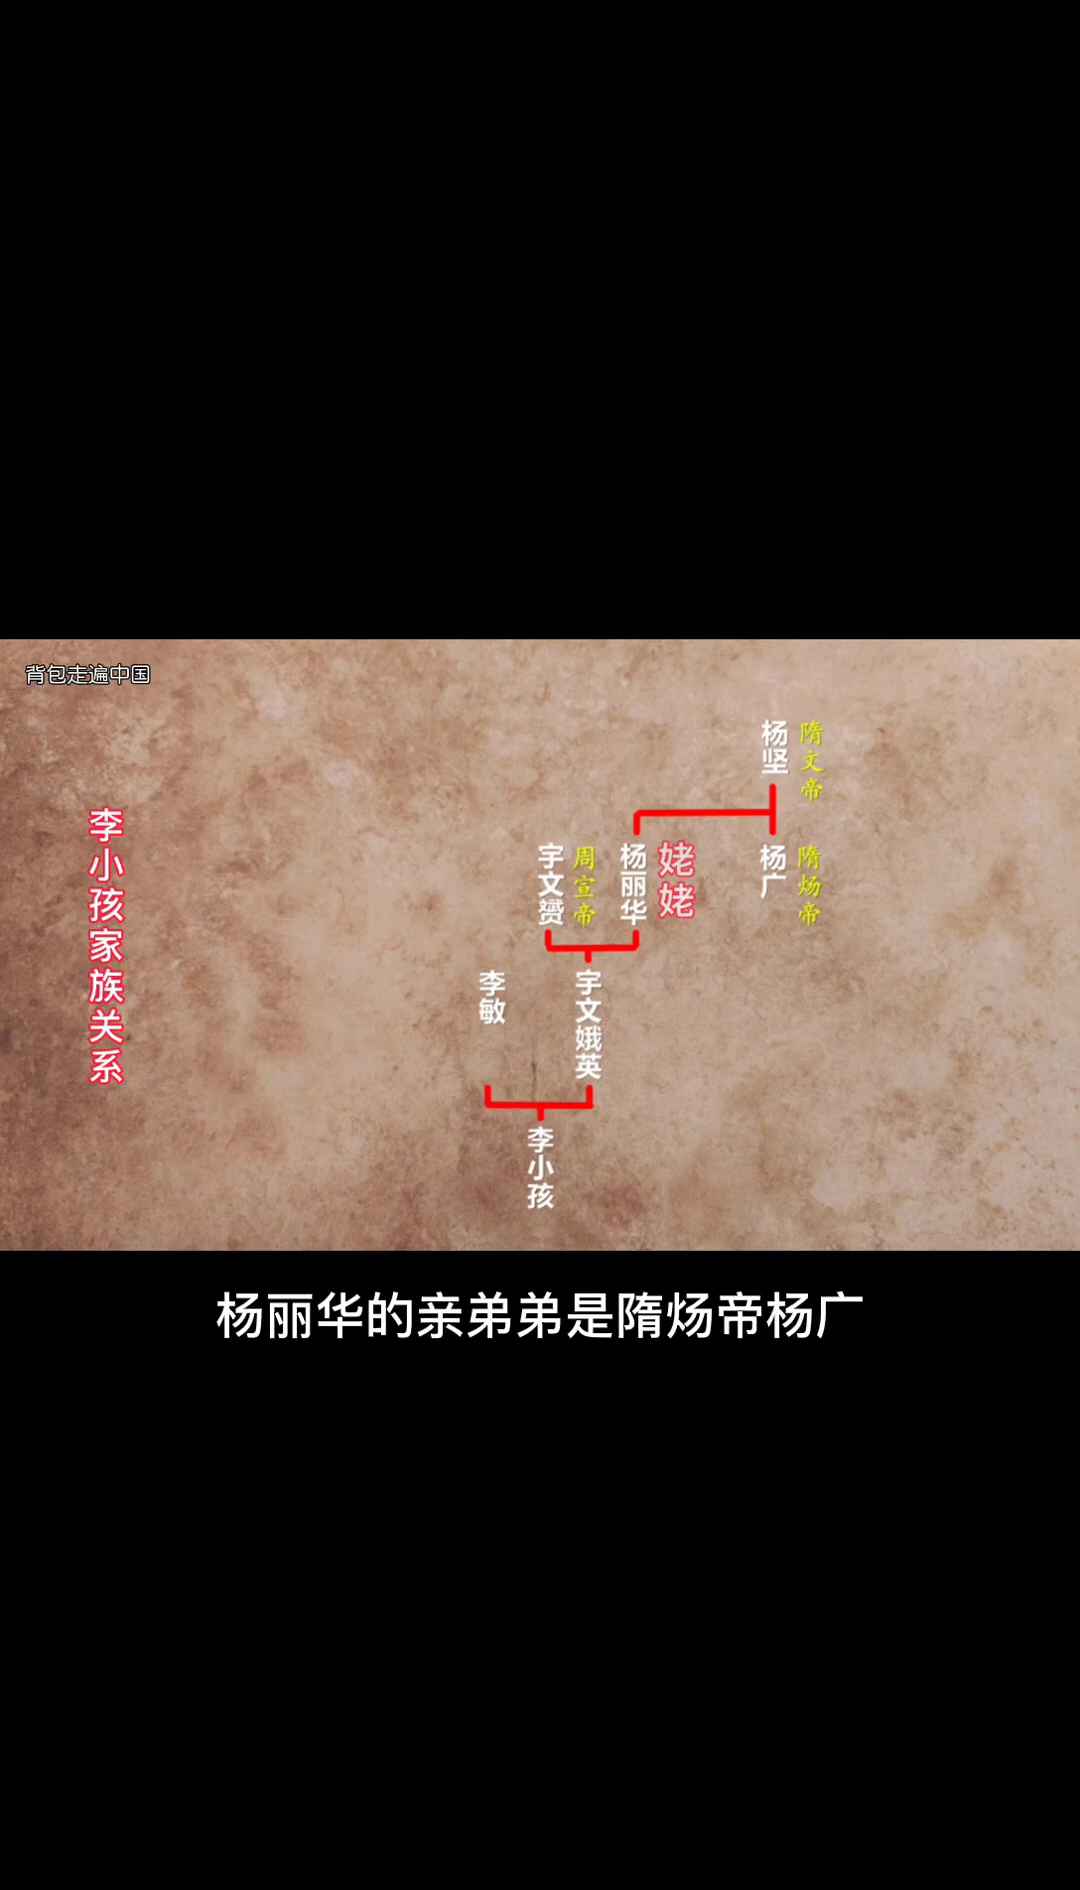 背包走遍中国
李小孩家族关系
杨坚
隋文帝
宇文赟
周宣帝
杨丽华
姥姥
杨广
隋炀帝
李敏
宇文娥英
李小孩
杨丽华的亲弟弟是隋炀帝杨广